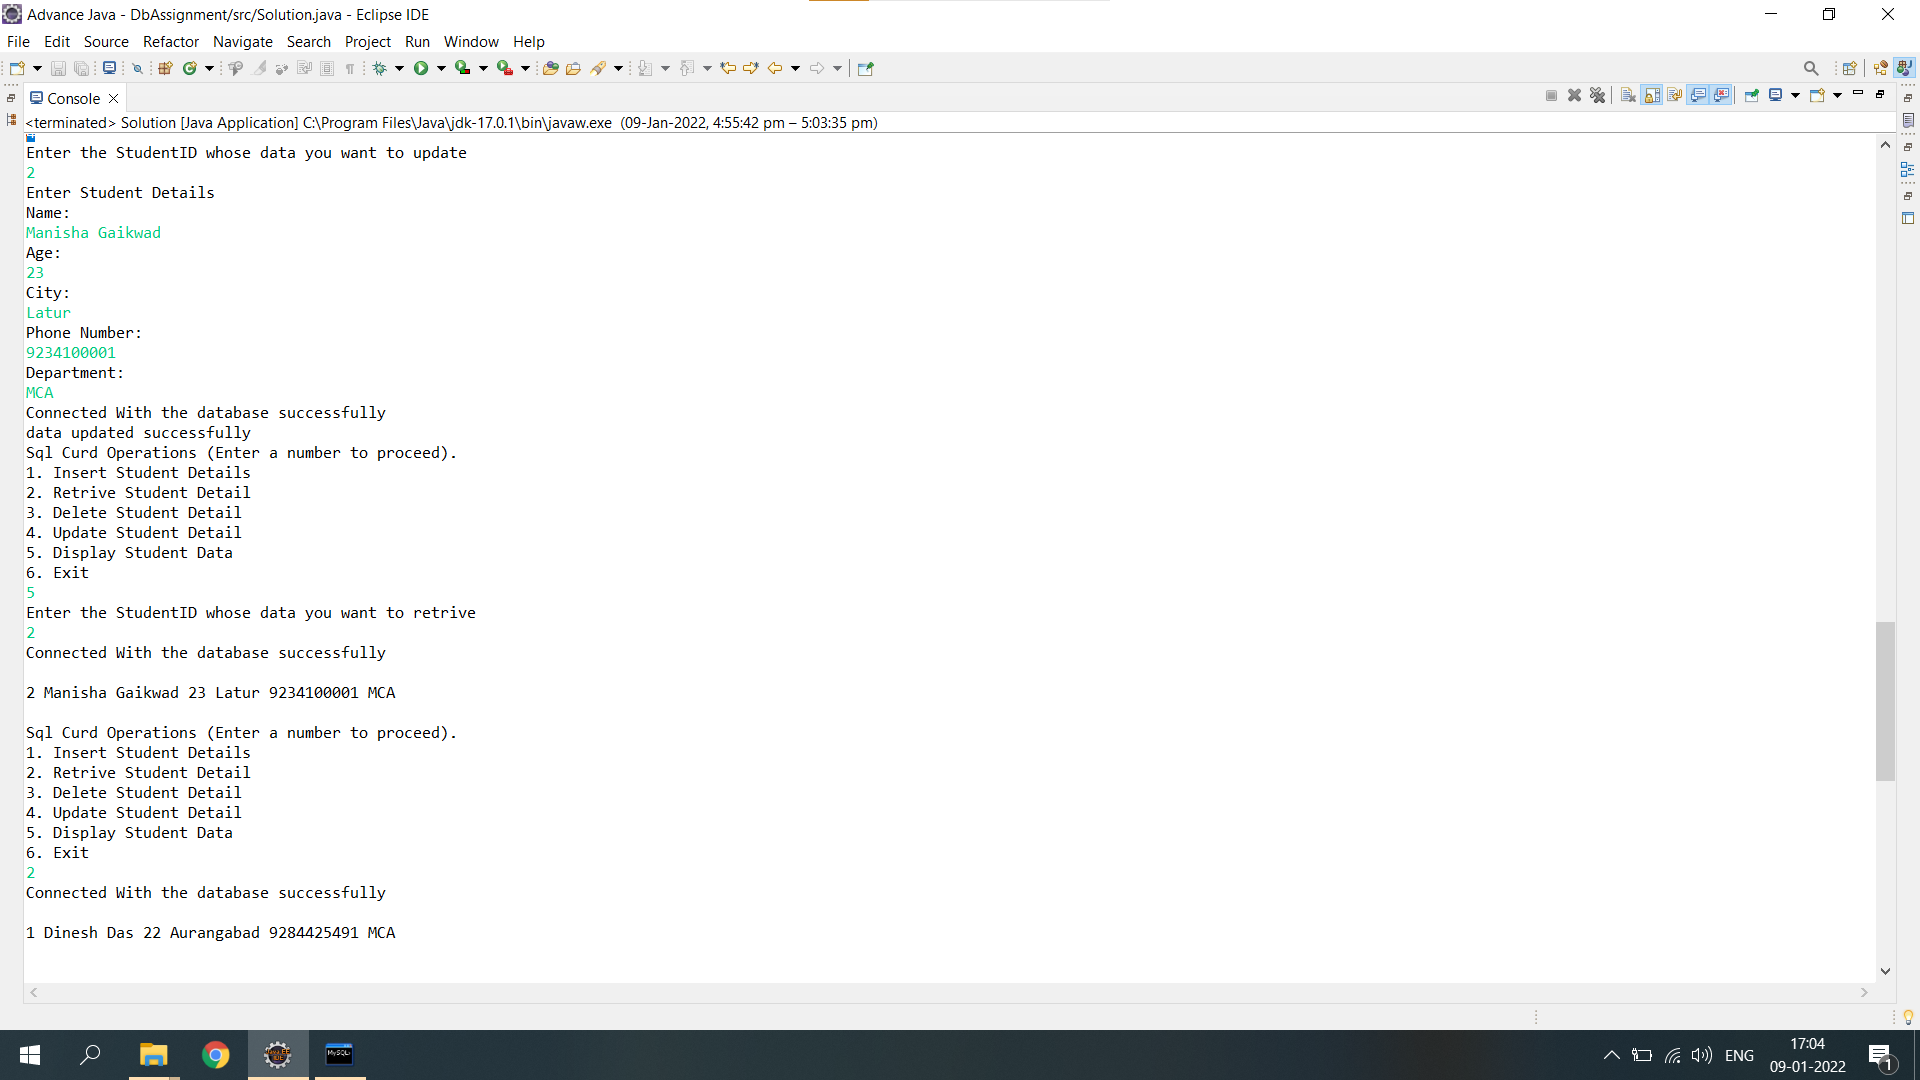 Advance Java - DbAssignment/src/Solution.java - Eclipse IDE
File Edit Source Refactor Navigate Search Project Run Window Help
Console
<terminated> Solution [Java Application] C:\Program Files\Java\jdk-17.0.1\bin\javaw.exe (09-Jan-2022, 4:55:42 pm – 5:03:35 pm)
Enter the StudentID whose data you want to update
2
Enter Student Details
Name:
Manisha Gaikwad
Age:
23
City:
Latur
Phone Number:
9234100001
Department:
MCA
Connected With the database successfully
data updated successfully
Sql Curd Operations (Enter a number to proceed).
1. Insert Student Details
2. Retrive Student Detail
3. Delete Student Detail
4. Update Student Detail
5. Display Student Data
6. Exit
5
Enter the StudentID whose data you want to retrive
2
Connected With the database successfully
2 Manisha Gaikwad 23 Latur 9234100001 MCA
Sql Curd Operations (Enter a number to proceed).
1. Insert Student Details
2. Retrive Student Detail
3. Delete Student Detail
4. Update Student Detail
5. Display Student Data
6. Exit
2
Connected With the database successfully
1 Dinesh Das 22 Aurangabad 9284425491 MCA
ENG
17:04
09-01-2022
1